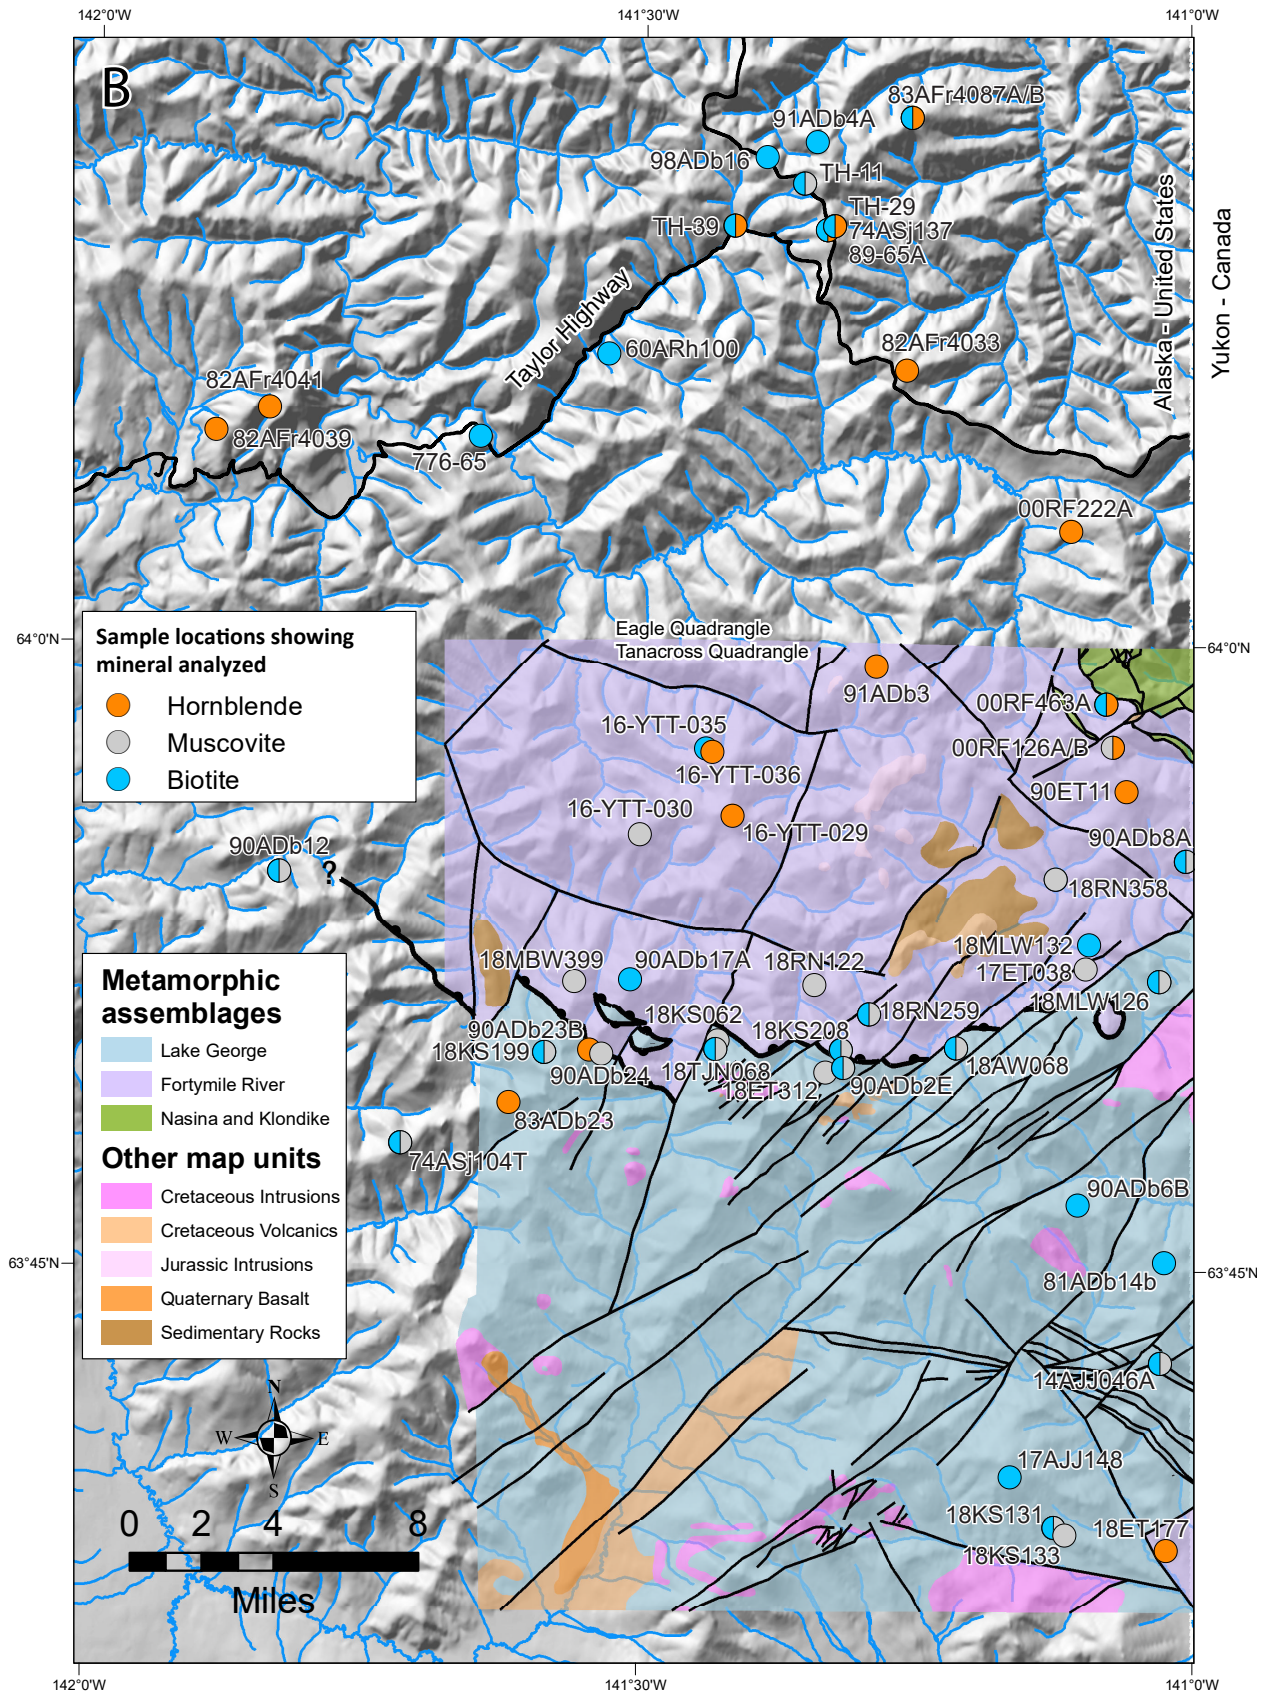 142°0'W
141°30'W
141°0'W
B
83AFr4087A/B
91ADb4A
98ADb16
TH-11
TH-29
TH-39
74ASj137
89-65A
Alaska - United States
Yukon - Canada
Taylor Highway
60ARh100
82AFr4033
82AFr4041
82AFr4039
776-65
00RF222A
64°0'N
64°0'N
Eagle Quadrangle
Tanacross Quadrangle
Sample locations showing
mineral analyzed
Hornblende
Muscovite
Biotite
91ADb3
00RF463A
16-YTT-035
00RF126A/B
16-YTT-036
90ET11
16-YTT-030
16-YTT-029
90ADb8A
90ADb12
?
18RN358
18MLW132
18MBW399
90ADb17A
18RN122
17ET038
18MLW126
18KS062
18RN259
90ADb23B
18KS208
18KS199
90ADb24
18TJN068
18AW068
18ET312
90ADb2E
83ADb23
74ASj104T
90ADb6B
81ADb14b
63°45'N
63°45'N
Metamorphic
assemblages
Lake George
Fortymile River
Nasina and Klondike
Other map units
Cretaceous Intrusions
Cretaceous Volcanics
Jurassic Intrusions
Quaternary Basalt
Sedimentary Rocks
14AJJ046A
N
W
E
S
17AJJ148
18KS131
18ET177
18KS133
0 2 4 8
Miles
142°0'W
141°30'W
141°0'W